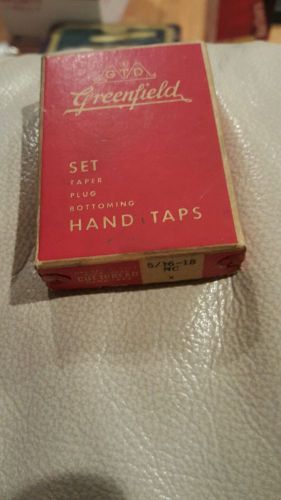 GTD
Greenfield
SET
TAPER
PLUG
BOTTOMING
HAND TAPS
5/16-18
NC